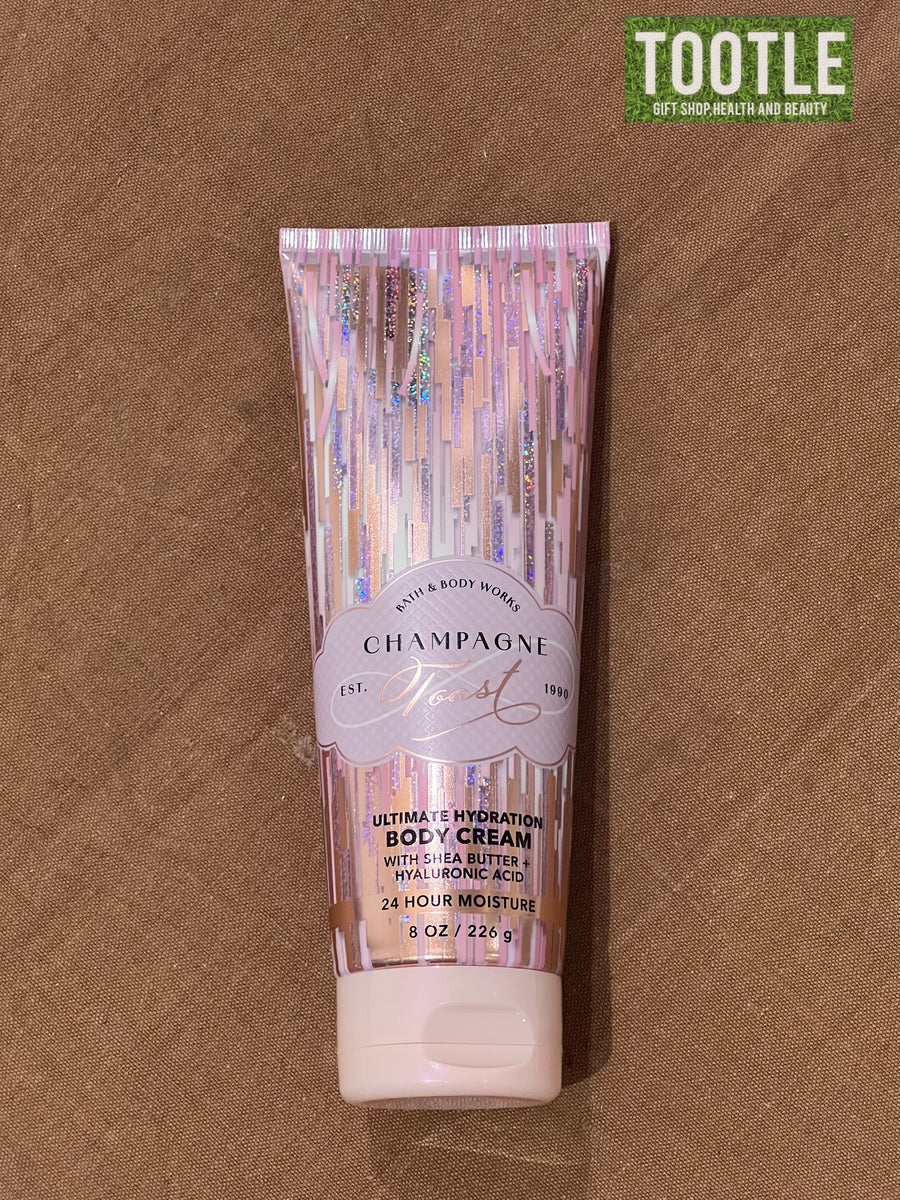 TOOTLE
GIFT SHOP,HEALTH AND BEAUTY
BATH & BODY WORKS
CHAMPAGNE
Toast
EST. 1990
ULTIMATE HYDRATION
BODY CREAM
WITH SHEA BUTTER +
HYALURONIC ACID
24 HOUR MOISTURE
8 OZ / 226 g